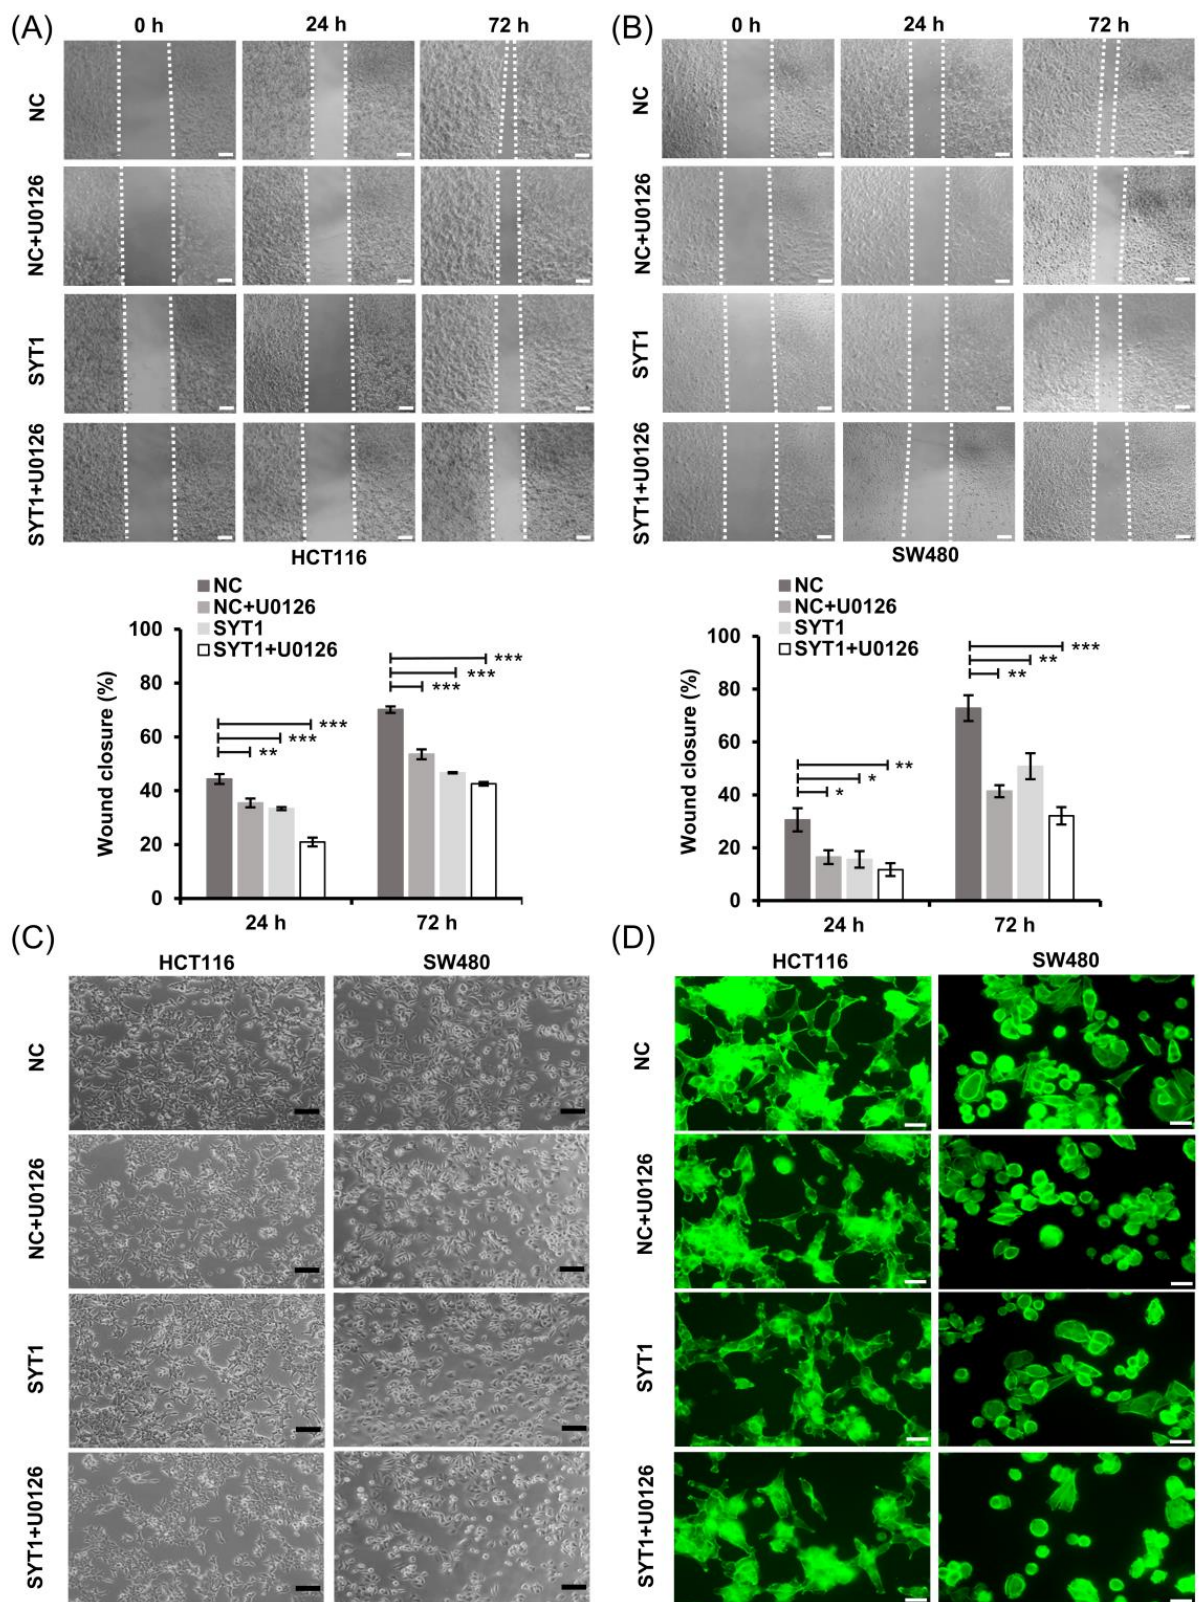 (A)
0 h 24 h 72 h
NC
NC+U0126
SYT1
SYT1+U0126
HCT116
NC
NC+U0126
SYT1
SYT1+U0126
Wound closure (%)
100
80
60
40
20
0
***
***
**
***
***
***
24 h 72 h
(B)
0 h 24 h 72 h
NC
NC+U0126
SYT1
SYT1+U0126
SW480
NC
NC+U0126
SYT1
SYT1+U0126
Wound closure (%)
100
80
60
40
20
0
**
*
*
***
**
**
24 h 72 h
(C)
HCT116 SW480
NC
NC+U0126
SYT1
SYT1+U0126
(D)
HCT116 SW480
NC
NC+U0126
SYT1
SYT1+U0126